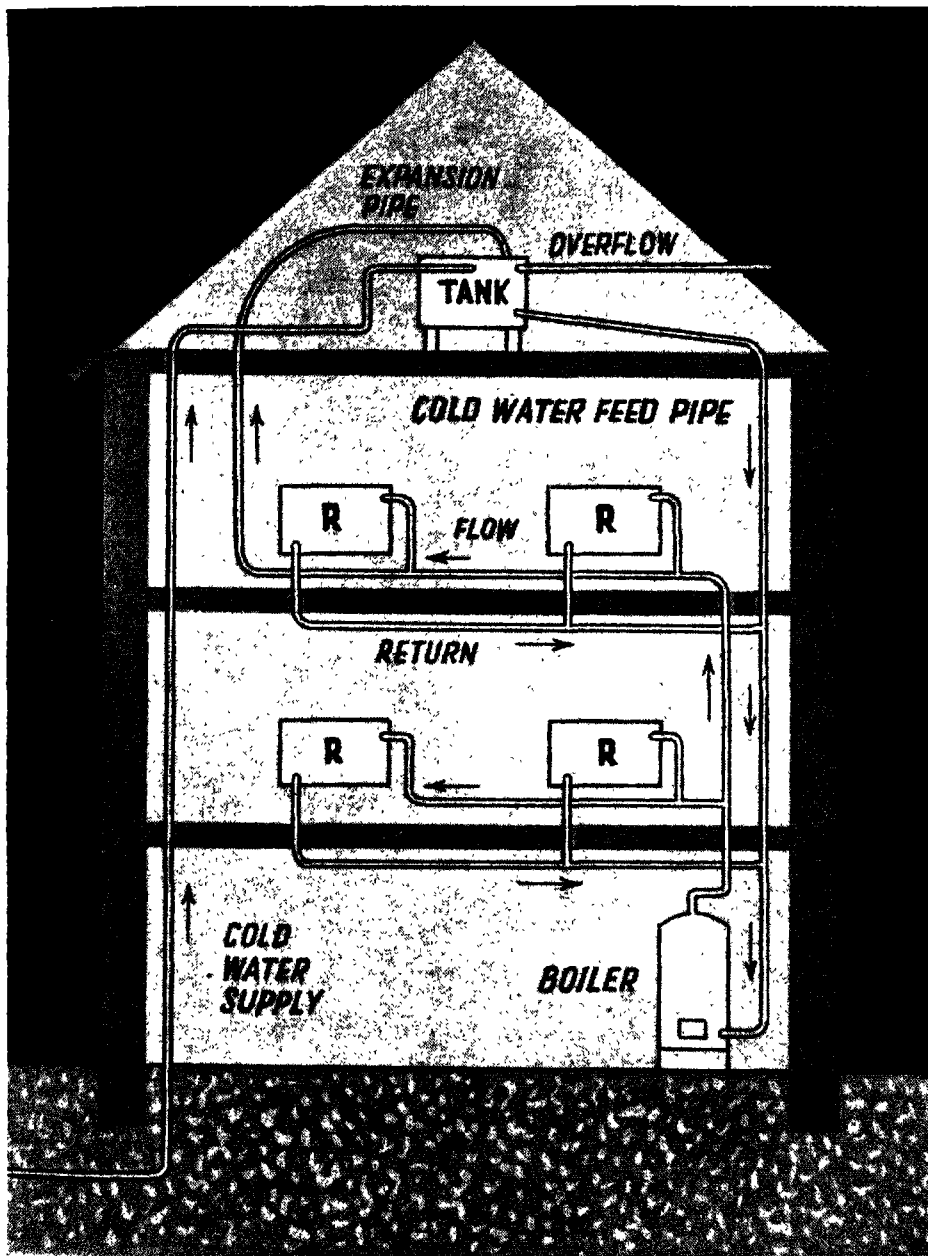 EXPANSION
PIPE
OVERFLOW
TANK
COLD WATER FEED PIPE
R
R
FLOW
RETURN
R
R
COLD
WATER
SUPPLY
BOILER